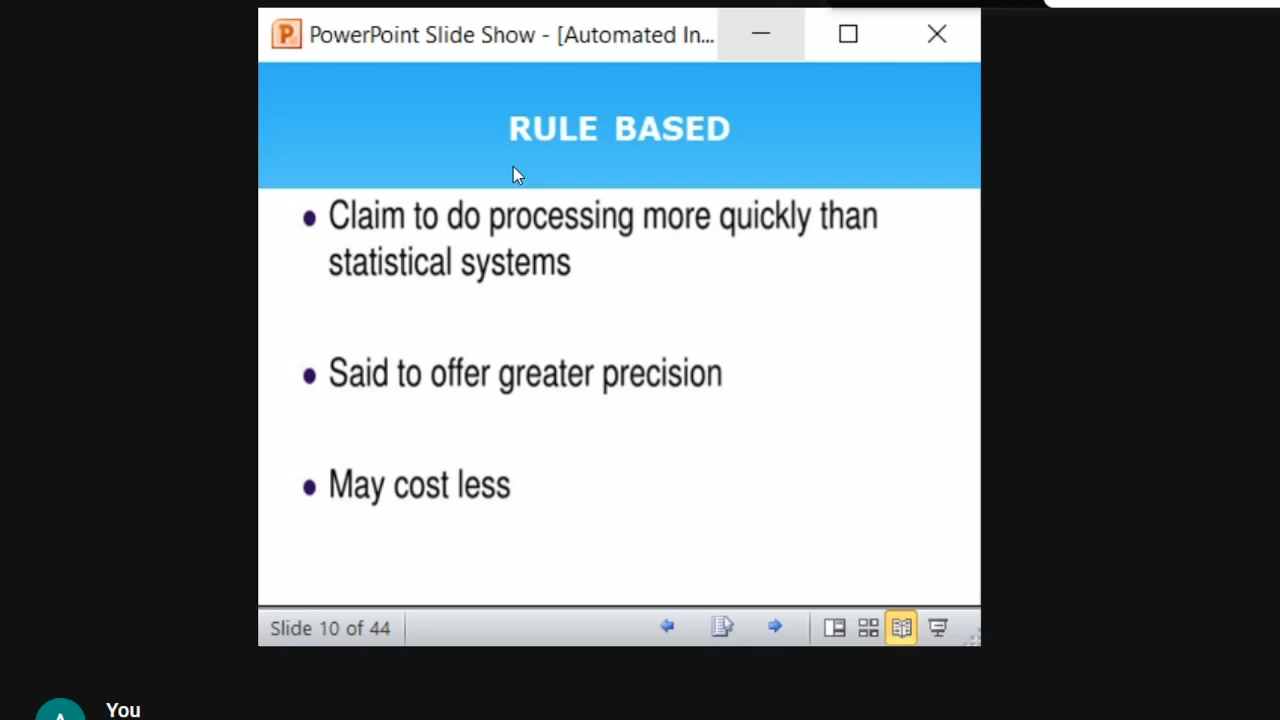 PowerPoint Slide Show - [Automated In...
RULE BASED
• Claim to do processing more quickly than
statistical systems
• Said to offer greater precision
• May cost less
Slide 10 of 44
You